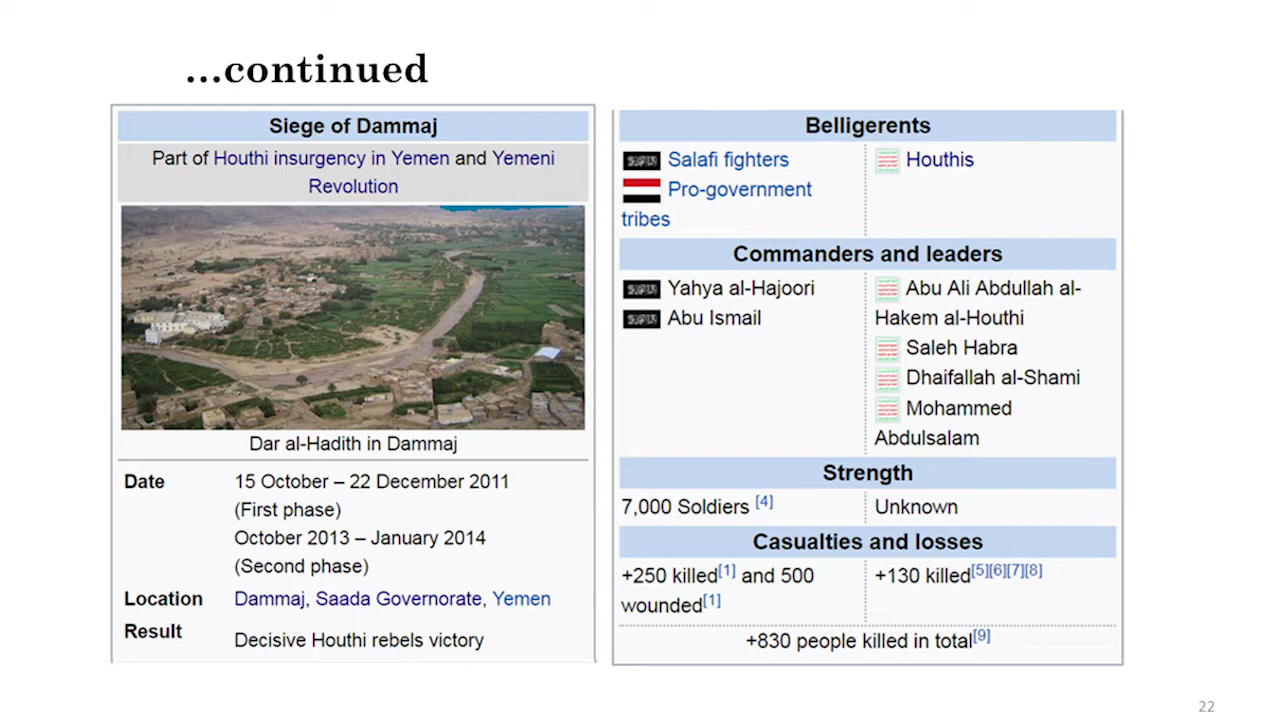 ...continued
Siege of Dammaj
Part of Houthi insurgency in Yemen and Yemeni
Revolution
Dar al-Hadith in Dammaj
Date 15 October – 22 December 2011
(First phase)
October 2013 – January 2014
(Second phase)
Location Dammaj, Saada Governorate, Yemen
Result Decisive Houthi rebels victory
Belligerents
Salafi fighters
Pro-government
tribes
Houthis
Commanders and leaders
Yahya al-Hajoori
Abu Ismail
Abu Ali Abdullah al-
Hakem al-Houthi
Saleh Habra
Dhaifallah al-Shami
Mohammed
Abdulsalam
Strength
7,000 Soldiers [4]
Unknown
Casualties and losses
+250 killed[1] and 500
wounded[1]
+130 killed[5][6][7][8]
+830 people killed in total[9]
22